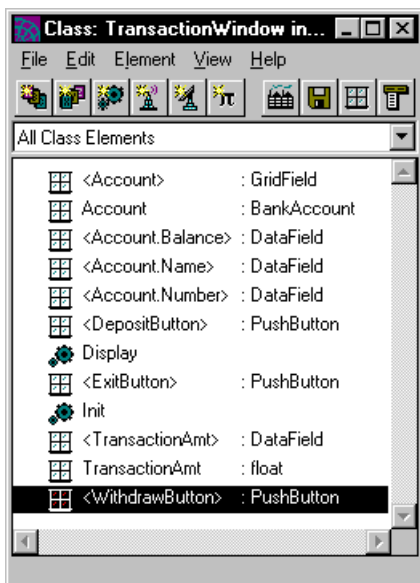 Class: TransactionWindow in...
File Edit Element View Help
π
All Class Elements
<Account> : GridField
Account : BankAccount
<Account.Balance> : DataField
<Account.Name> : DataField
<Account.Number> : DataField
<DepositButton> : PushButton
Display
<ExitButton> : PushButton
Init
<TransactionAmt> : DataField
TransactionAmt : float
<WithdrawButton> : PushButton